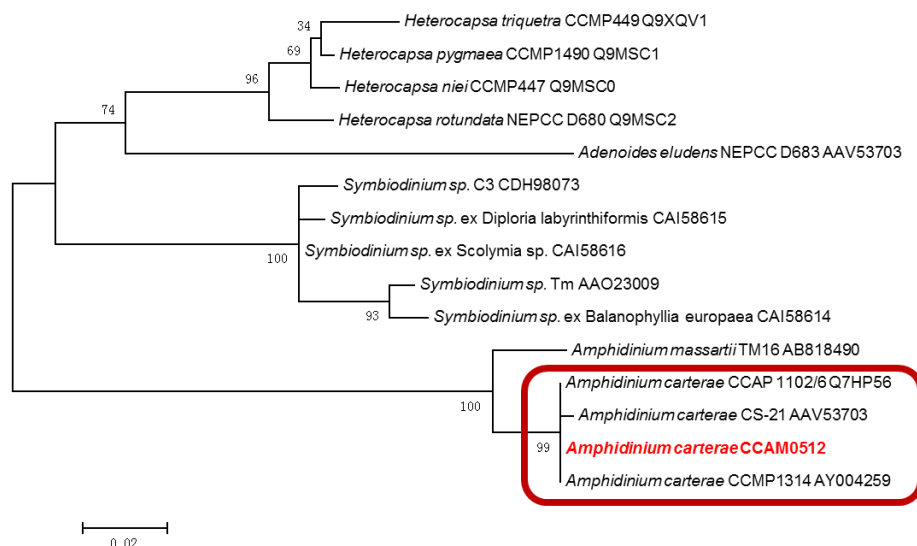 Heterocapsa triquetra CCMP449 Q9XQV1
34
Heterocapsa pygmaea CCMP1490 Q9MSC1
69
96
Heterocapsa niei CCMP447 Q9MSC0
74
Heterocapsa rotundata NEPCC D680 Q9MSC2
Adenoides eludens NEPCC D683 AAV53703
Symbiodinium sp. C3 CDH98073
Symbiodinium sp. ex Diploria labyrinthiformis CAI58615
Symbiodinium sp. ex Scolymia sp. CAI58616
100
Symbiodinium sp. Tm AAO23009
93
Symbiodinium sp. ex Balanophyllia europaea CAI58614
Amphidinium massartii TM16 AB818490
Amphidinium carterae CCAP 1102/6 Q7HP56
100
Amphidinium carterae CS-21 AAV53703
99
Amphidinium carterae CCAM0512
Amphidinium carterae CCMP1314 AY004259
0.02